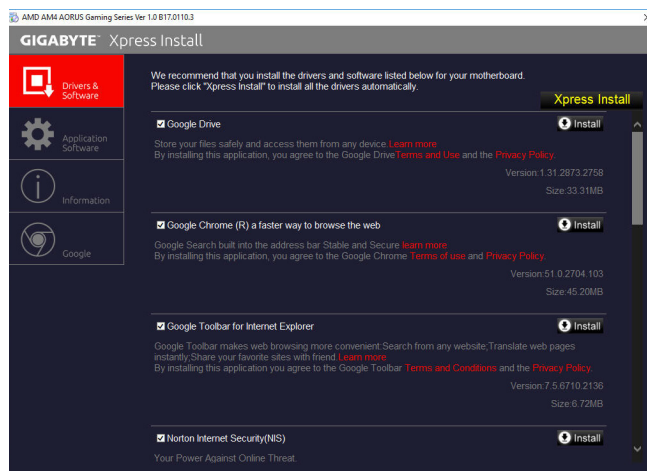 AMD AM4 AORUS Gaming Series Ver 1.0 B17.0110.3
GIGABYTE™ Xpress Install
Drivers &
Software
Application
Software
Information
Google
We recommend that you install the drivers and software listed below for your motherboard.
Please click "Xpress Install" to install all the drivers automatically.
Xpress Install
Google Drive
Install
Store your files safely and access them from any device.Learn more
By installing this application, you agree to the Google DriveTerms and Use and the Privacy Policy.
Version:1.31.2873.2758
Size:33.31MB
Google Chrome (R) a faster way to browse the web
Install
Google Search built into the address bar Stable and Secure learn more
By installing this application, you agree to the Google Chrome Terms of use and Privacy Policy.
Version:51.0.2704.103
Size:45.20MB
Google Toolbar for Internet Explorer
Install
Google Toolbar makes web browsing more convenient:Search from any website;Translate web pages
instantly;Share your favorite sites with friend.Learn more
By installing this application you agree to the Google Toolbar Terms and Conditions and the Privacy Policy.
Version:7.5.6710.2136
Size:6.72MB
Norton Internet Security(NIS)
Install
Your Power Against Online Threat.